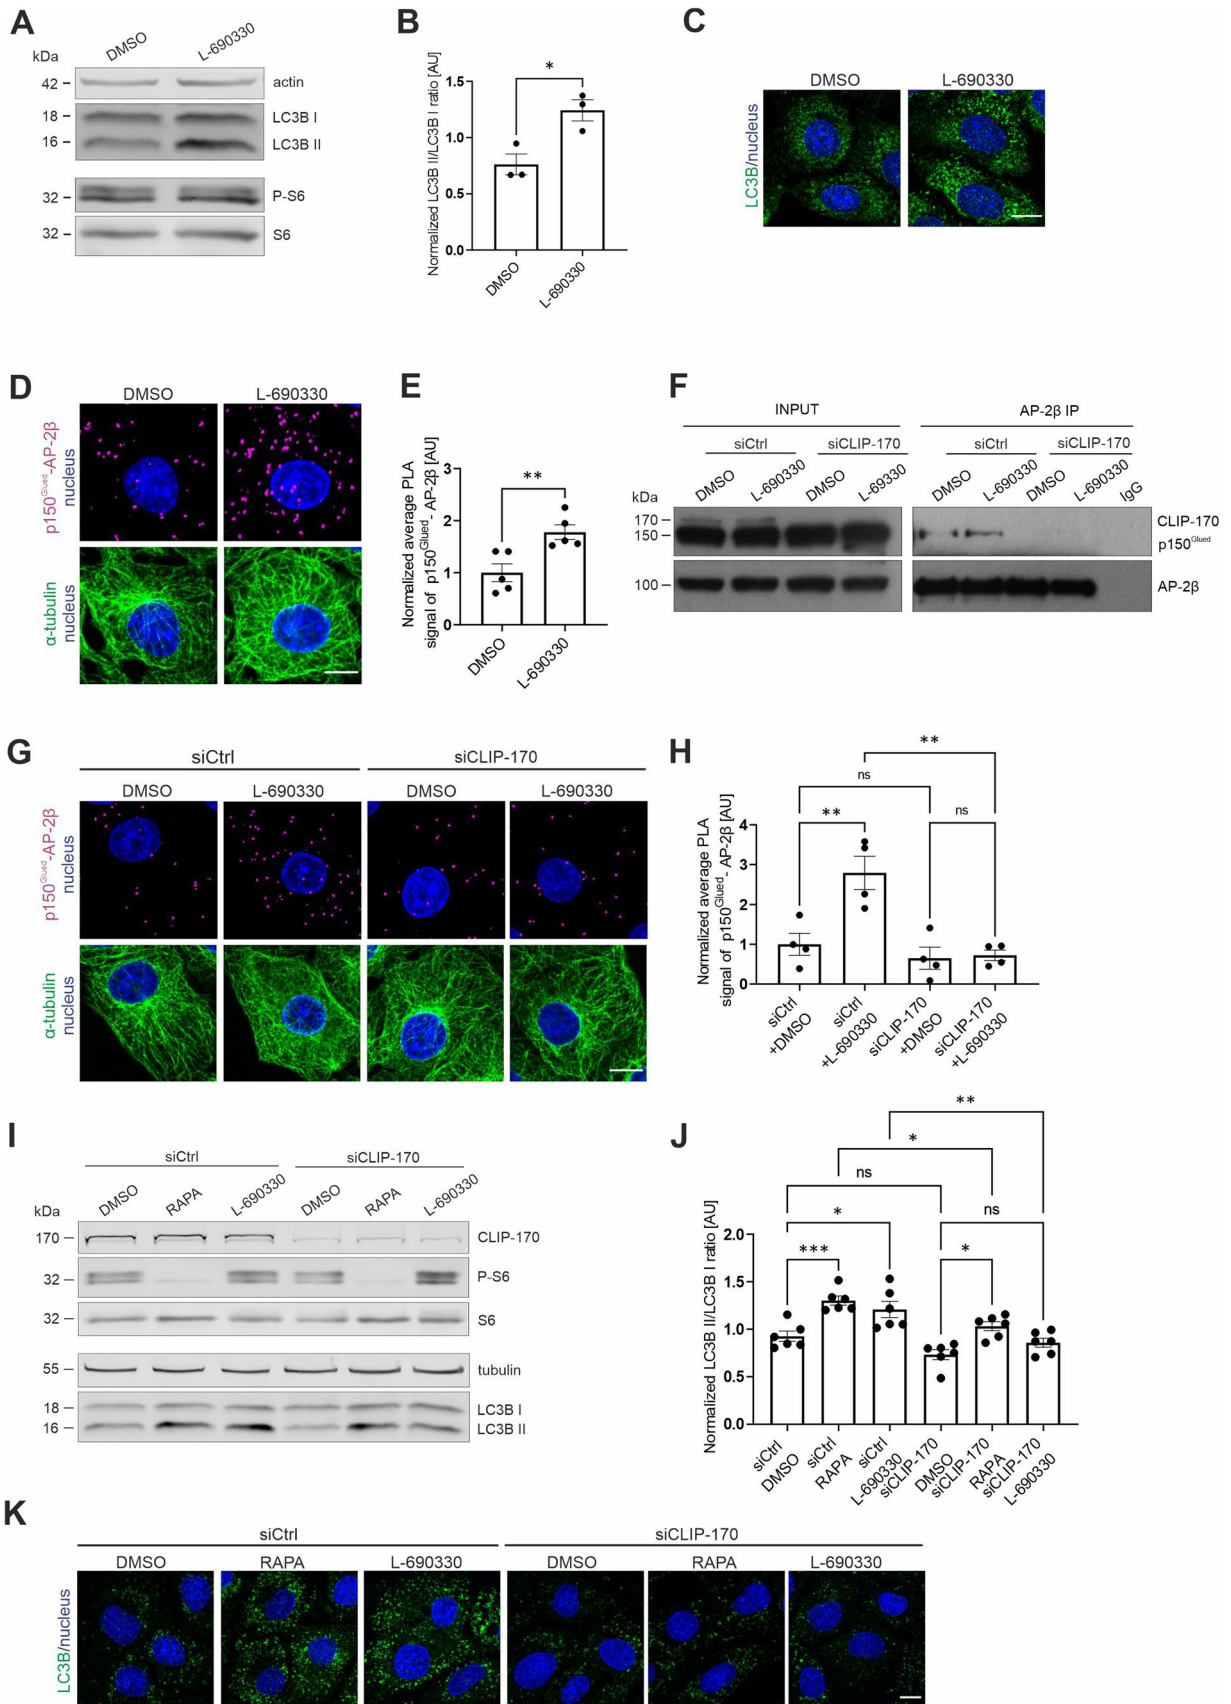 A
DMSO
L-690330
kDa
42
actin
18
LC3B I
16
LC3B II
32
P-S6
32
S6
B
Normalized LC3B II/LC3B I ratio [AU]
*
1.5
1.0
0.5
0.0
DMSO
L-690330
C
DMSO
L-690330
LC3B/nucleus
D
DMSO
L-690330
p150Glued-AP-2β
nucleus
α-tubulin
nucleus
E
Normalized average PLA
signal of p150Glued- AP-2β [AU]
**
3
2
1
0
DMSO
L-690330
F
INPUT
AP-2β IP
siCtrl
siCLIP-170
siCtrl
siCLIP-170
DMSO
L-690330
DMSO
L-69330
DMSO
L-690330
DMSO
L-690330
IgG
kDa
170
150
CLIP-170
p150Glued
100
AP-2β
G
siCtrl
siCLIP-170
DMSO
L-690330
DMSO
L-690330
p150Glued-AP-2β
nucleus
α-tubulin
nucleus
H
Normalized average PLA
signal of p150Glued- AP-2β [AU]
**
ns
**
ns
4
3
2
1
0
siCtrl
+DMSO
siCtrl
+L-690330
siCLIP-170
+DMSO
siCLIP-170
+L-690330
I
siCtrl
siCLIP-170
DMSO
RAPA
L-690330
DMSO
RAPA
L-690330
kDa
170
CLIP-170
32
P-S6
32
S6
55
tubulin
18
LC3B I
16
LC3B II
J
Normalized LC3B II/LC3B I ratio [AU]
**
*
ns
*
ns
***
*
2.0
1.5
1.0
0.5
0.0
siCtrl
DMSO
siCtrl
RAPA
siCtrl
L-690330
siCLIP-170
DMSO
siCLIP-170
RAPA
siCLIP-170
L-690330
K
siCtrl
siCLIP-170
DMSO
RAPA
L-690330
DMSO
RAPA
L-690330
LC3B/nucleus